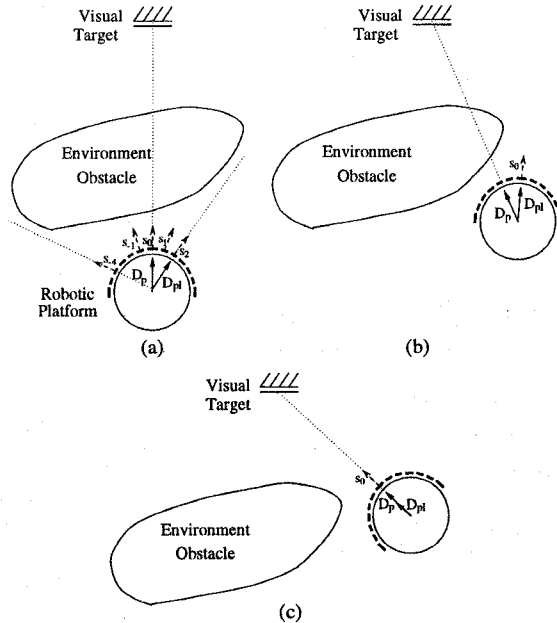 Visual
Target
Environment
Obstacle
s-4
s-1
s0
s1
s2
Dp
Dpl
Robotic
Platform
(a)
Visual
Target
Environment
Obstacle
s0
Dp
Dpl
(b)
Visual
Target
s0
Dp
Dpl
Environment
Obstacle
(c)